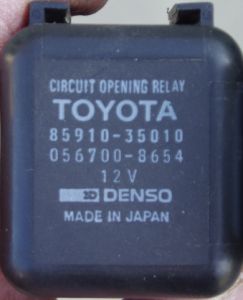 CIRCUIT OPENING RELAY
TOYOTA
85910-35010
056700-8654
12V
DENSO
MADE IN JAPAN